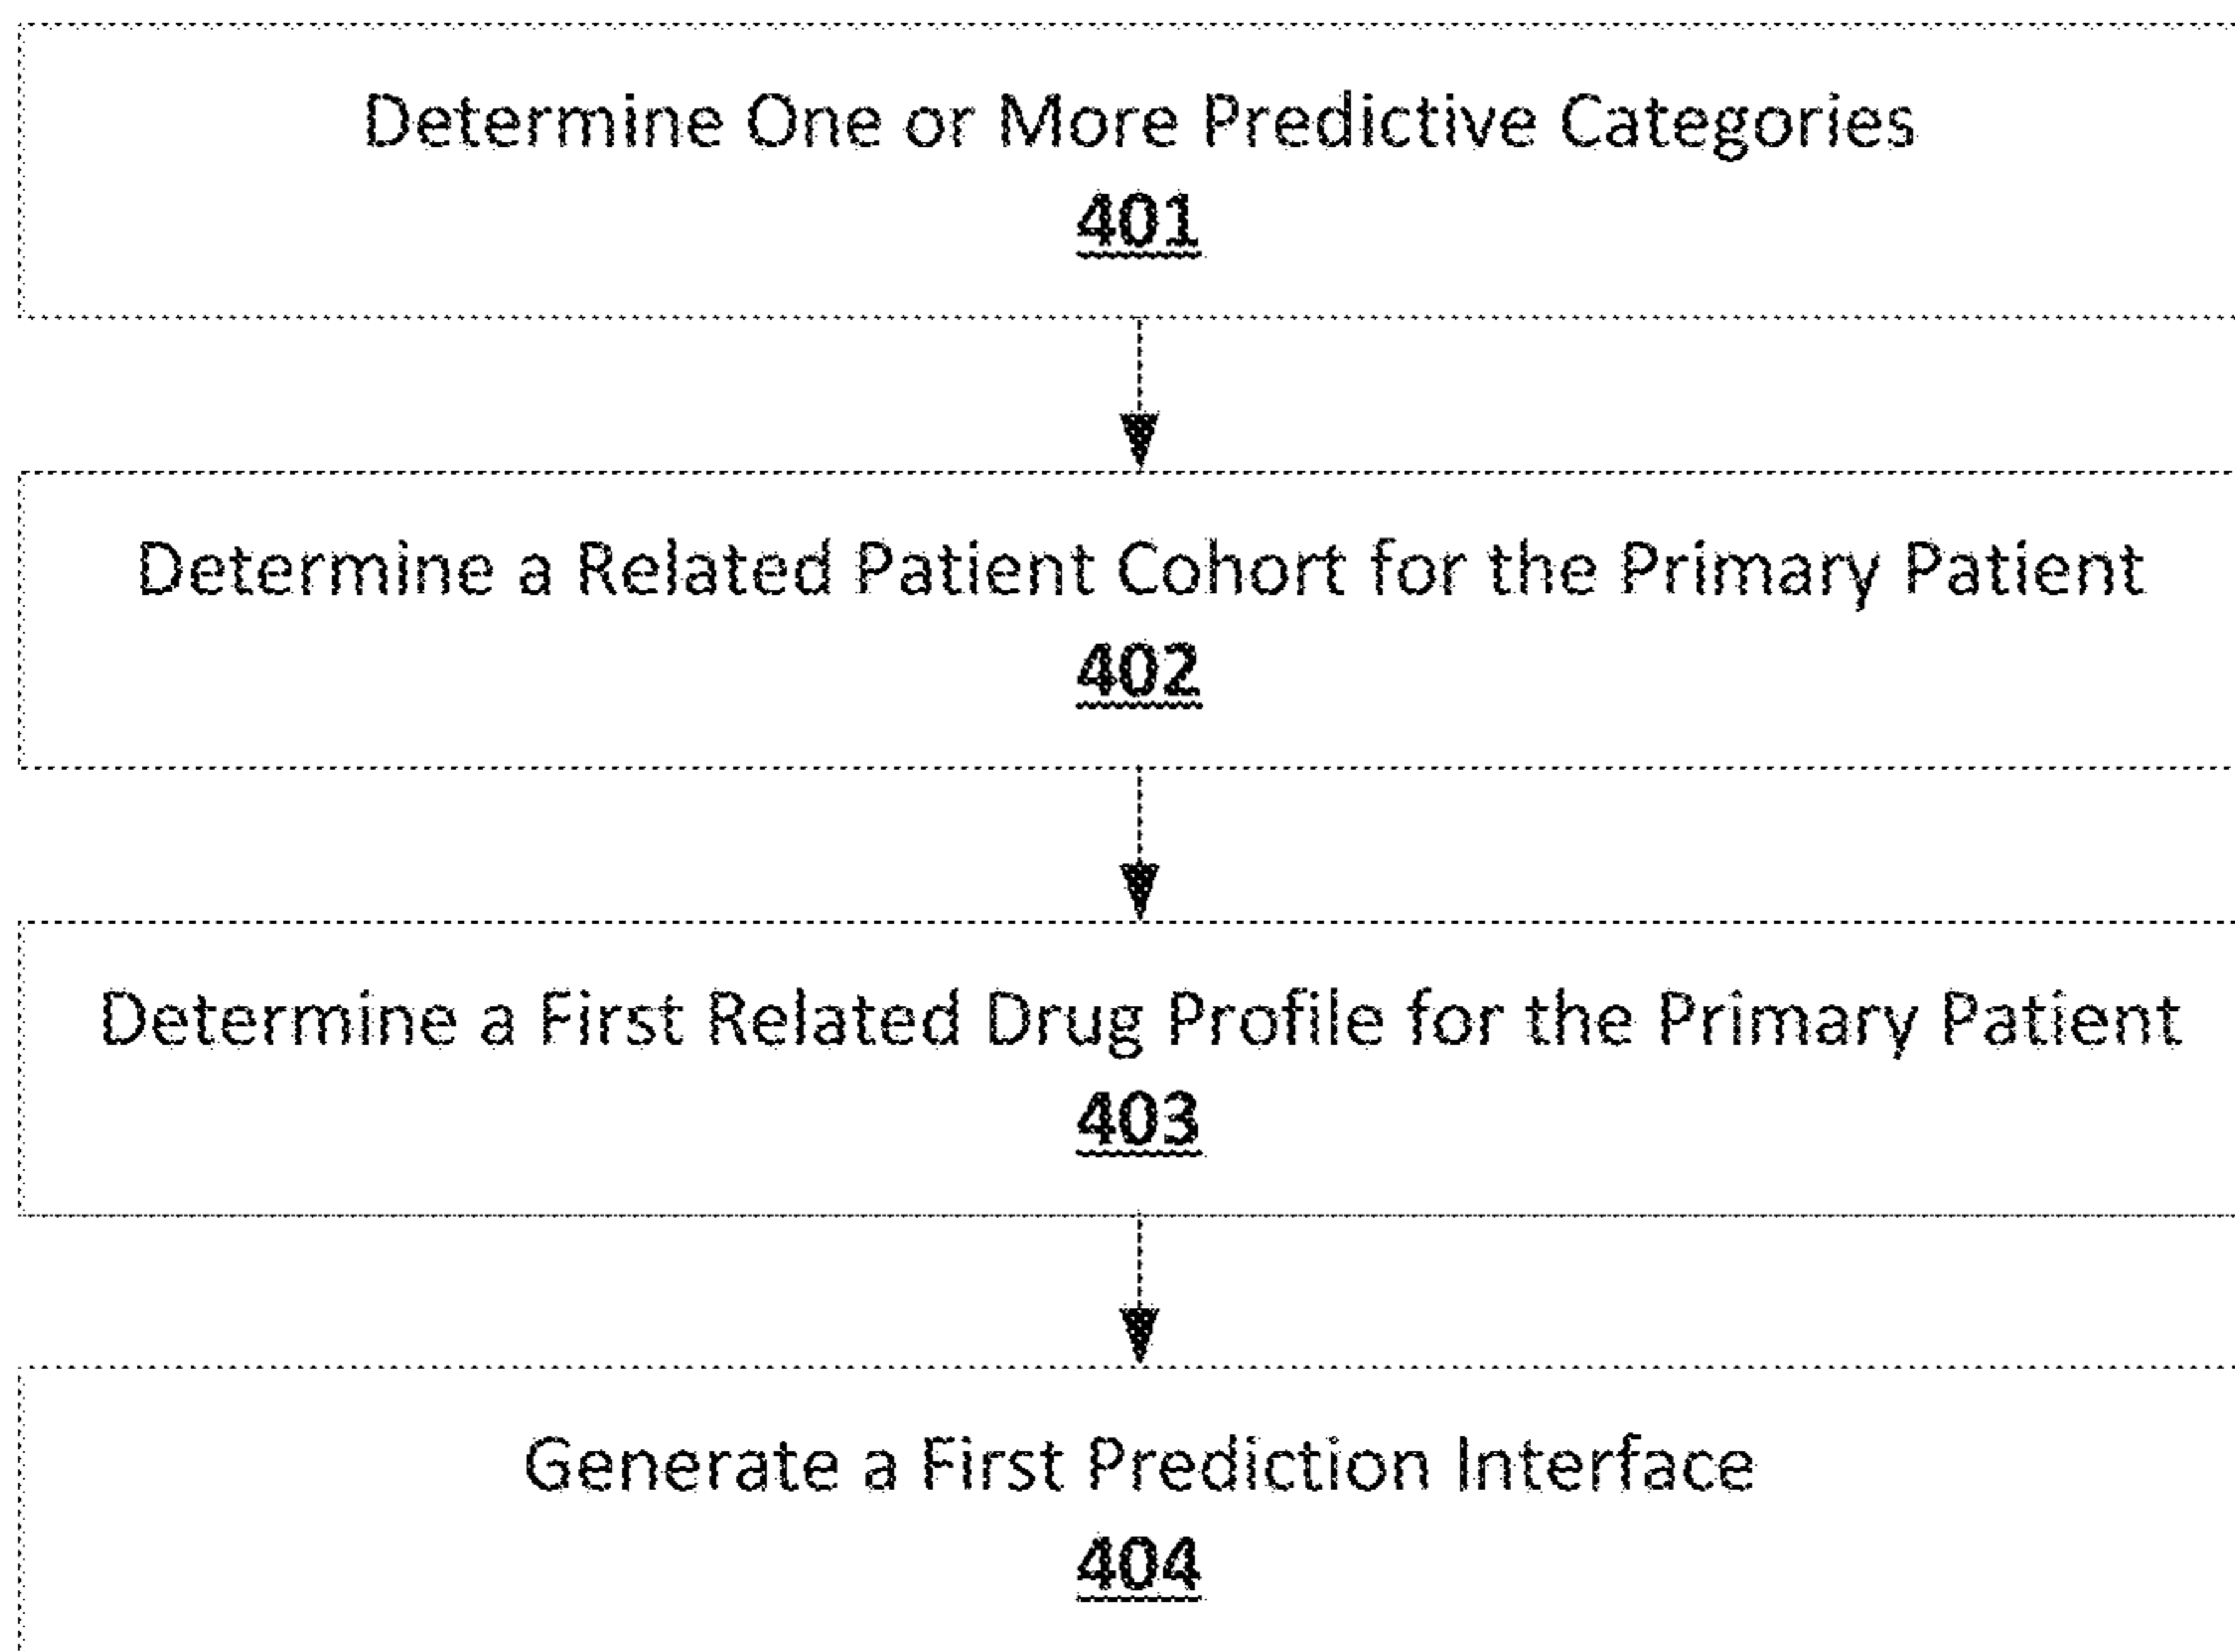 Determine One or More Predictive Categories
401
Determine a Related Patient Cohort for the Primary Patient
402
Determine a First Related Drug Profile for the Primary Patient
403
Generate a First Prediction Interface
404